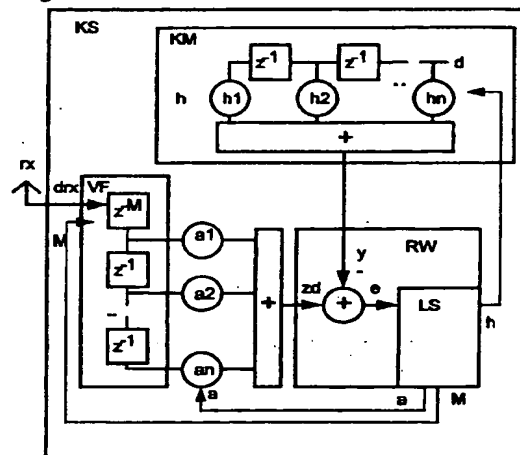 KS
KM
z⁻¹ z⁻¹ d
h h1 h2 hn
+
rx
drx VF
M z⁻ᴹ
a1
z⁻¹
a2
z⁻¹
an
a
+
RW
y
-
zd + e LS
h
a M